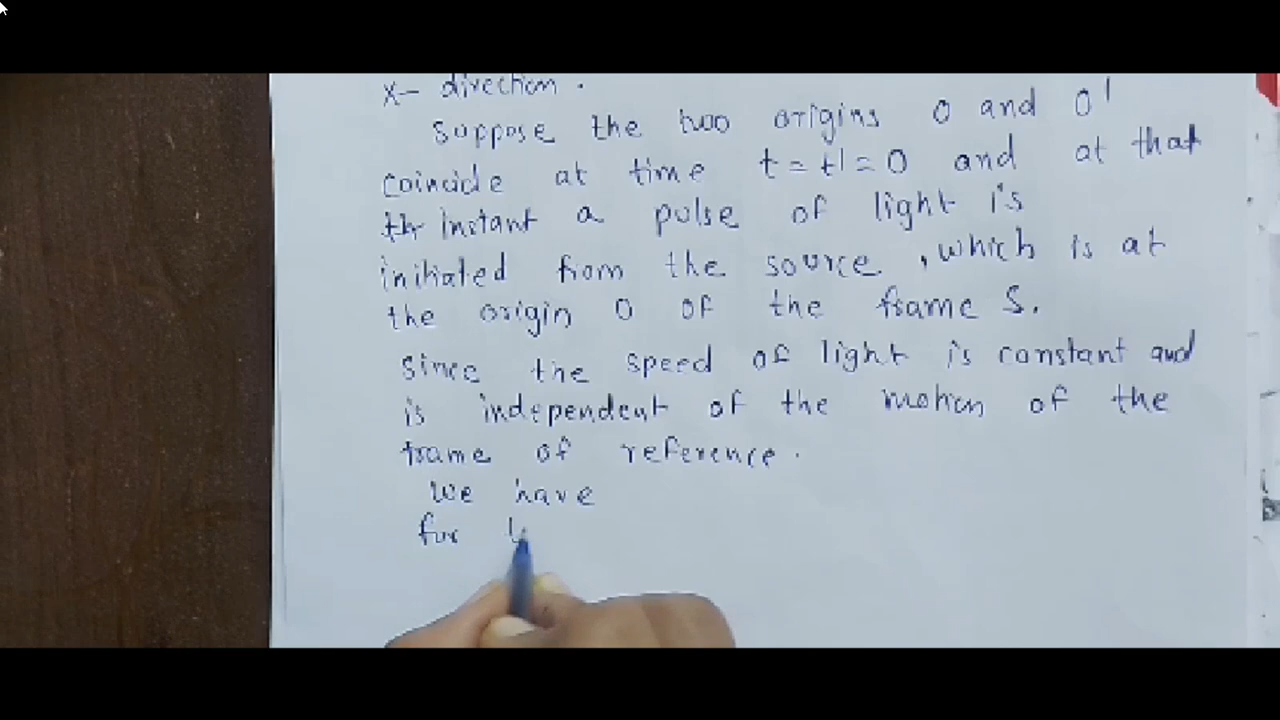 x- direction.
Suppose the two origins O and O'
coincide at time t = t' = 0 and at that
instant a pulse of light is
initiated from the source, which is at
the origin O of the frame S.
Since the speed of light is constant and
is independent of the motion of the
frame of reference.
We have
for